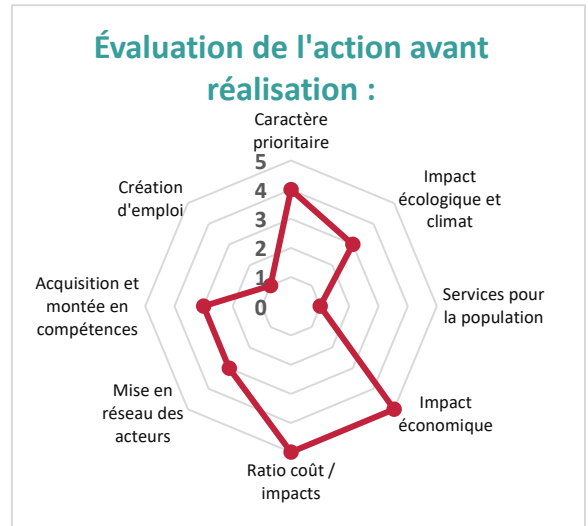 Évaluation de l'action avant
réalisation :
Caractère
prioritaire
Impact
écologique et
climat
Services pour
la population
Impact
économique
Ratio coût /
impacts
Mise en
réseau des
acteurs
Acquisition et
montée en
compétences
Création
d'emploi
5
4
3
2
1
0